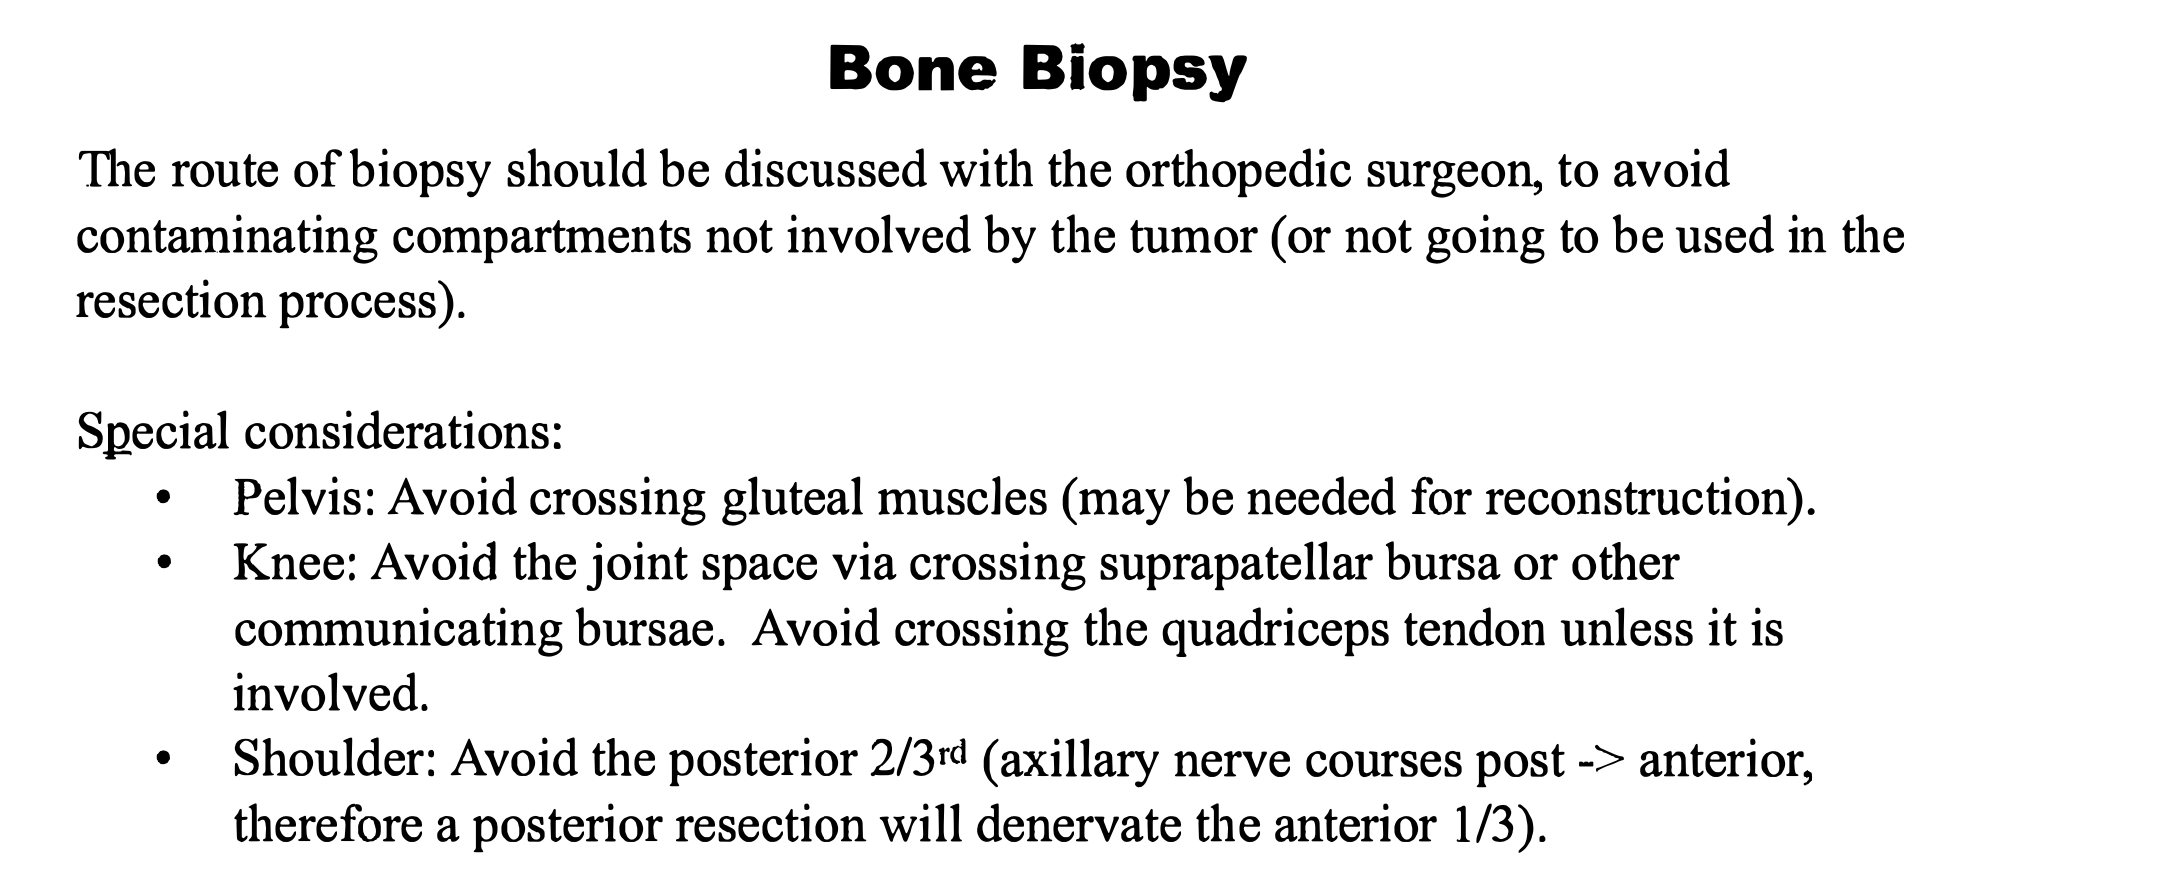 Bone Biopsy
The route of biopsy should be discussed with the orthopedic surgeon, to avoid
contaminating compartments not involved by the tumor (or not going to be used in the
resection process).
Special considerations:
• Pelvis: Avoid crossing gluteal muscles (may be needed for reconstruction).
• Knee: Avoid the joint space via crossing suprapatellar bursa or other
communicating bursae.  Avoid crossing the quadriceps tendon unless it is
involved.
• Shoulder: Avoid the posterior 2/3rd (axillary nerve courses post -> anterior,
therefore a posterior resection will denervate the anterior 1/3).